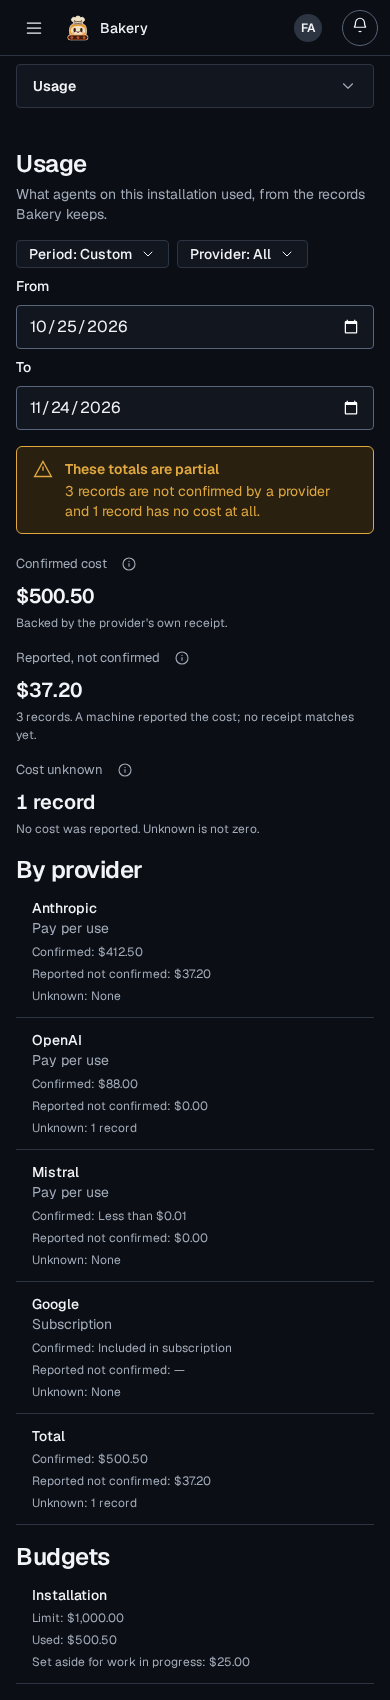 Bakery
FA
Usage
Usage
What agents on this installation used, from the records
Bakery keeps.
Period: Custom
Provider: All
From
10/25/2026
To
11/24/2026
These totals are partial
3 records are not confirmed by a provider
and 1 record has no cost at all.
Confirmed cost
$500.50
Backed by the provider's own receipt.
Reported, not confirmed
$37.20
3 records. A machine reported the cost; no receipt matches
yet.
Cost unknown
1 record
No cost was reported. Unknown is not zero.
By provider
Anthropic
Pay per use
Confirmed: $412.50
Reported not confirmed: $37.20
Unknown: None
OpenAI
Pay per use
Confirmed: $88.00
Reported not confirmed: $0.00
Unknown: 1 record
Mistral
Pay per use
Confirmed: Less than $0.01
Reported not confirmed: $0.00
Unknown: None
Google
Subscription
Confirmed: Included in subscription
Reported not confirmed: —
Unknown: None
Total
Confirmed: $500.50
Reported not confirmed: $37.20
Unknown: 1 record
Budgets
Installation
Limit: $1,000.00
Used: $500.50
Set aside for work in progress: $25.00